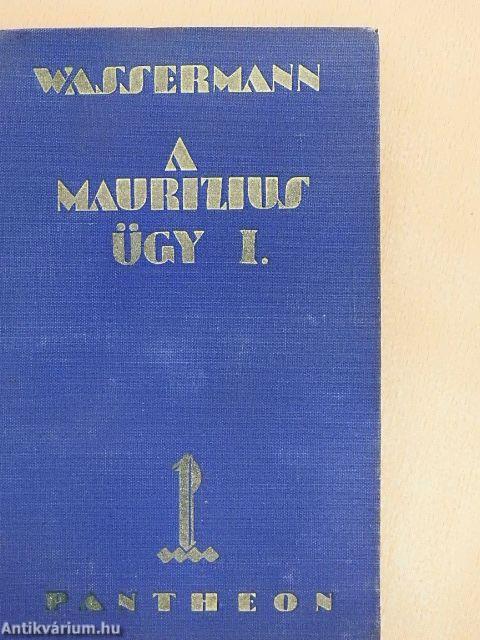 WASSERMANN
A
MAURIZIUS
ÜGY I.
P
PANTHEON
Antikvárium.hu